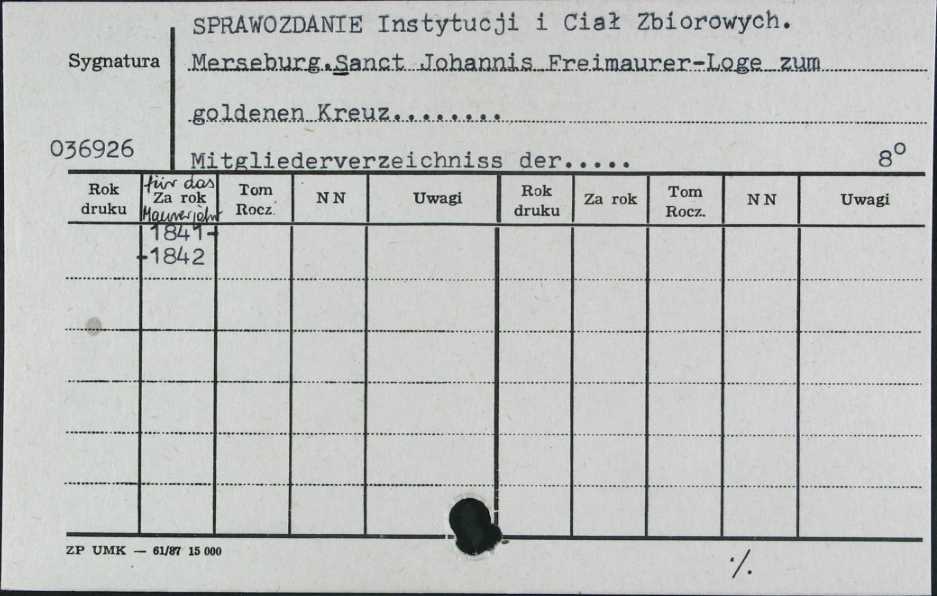 SPRAWOZDANIE Instytucji i Ciał Zbiorowych.
Sygnatura Merseburg.Sanct Johannis Freimaurer-Loge zum
goldenen Kreuz........
036926 Mitgliederverzeichniss der..... 8°
Rok druku für das Za rok Maurerjahr Tom Rocz. NN Uwagi Rok druku Za rok Tom Rocz. NN Uwagi
1841-
-1842
ZP UMK — 61/87 15 000
·/.